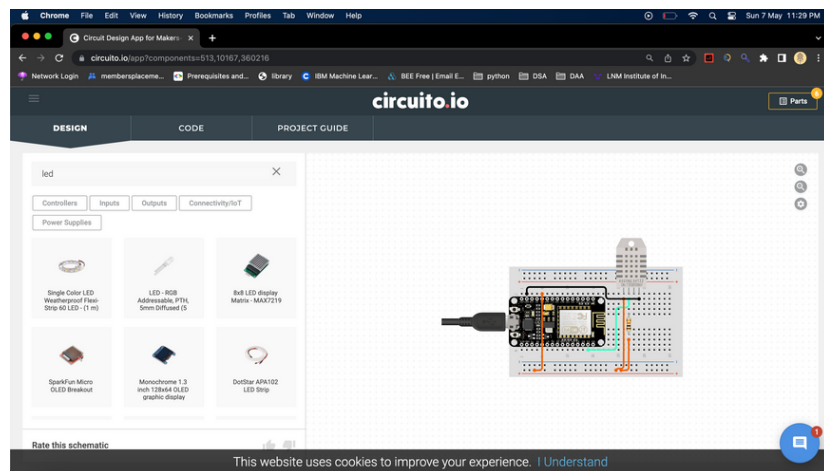 Chrome File Edit View History Bookmarks Profiles Tab Window Help Sun 7 May 11:29 PM
Circuit Design App for Makers
circuito.io/app?components=513,10167,360216
Network Login membersplaceme... Prerequisites and... library IBM Machine Lear... BEE Free | Email E... python DSA DAA LNM Institute of In...
circuito.io
Parts
6
DESIGN CODE PROJECT GUIDE
led
Controllers Inputs Outputs Connectivity/IoT
Power Supplies
Single Color LED Weatherproof Flexi-Strip 60 LED - (1 m)
LED - RGB Addressable, PTH, 5mm Diffused (5
8x8 LED display Matrix - MAX7219
SparkFun Micro OLED Breakout
Monochrome 1.3 inch 128x64 OLED graphic display
DotStar APA102 LED Strip
Rate this schematic
1
This website uses cookies to improve your experience. I Understand